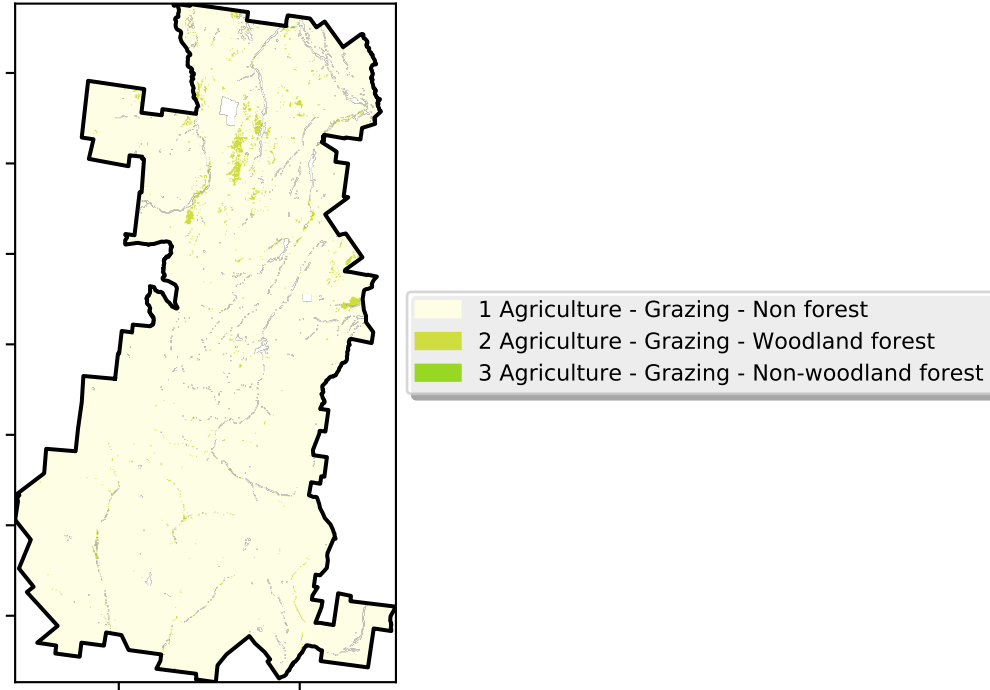 1 Agriculture - Grazing - Non forest
2 Agriculture - Grazing - Woodland forest
3 Agriculture - Grazing - Non-woodland forest